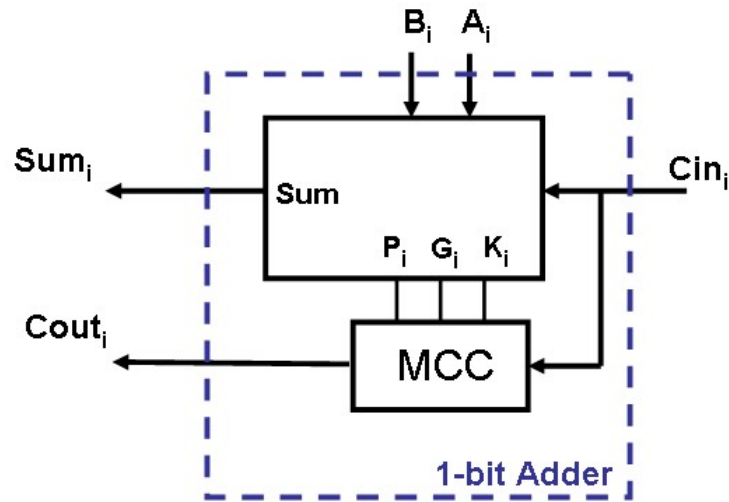 Bᵢ Aᵢ
Sumᵢ
Cinᵢ
Sum
Pᵢ Gᵢ Kᵢ
Coutᵢ
MCC
1-bit Adder